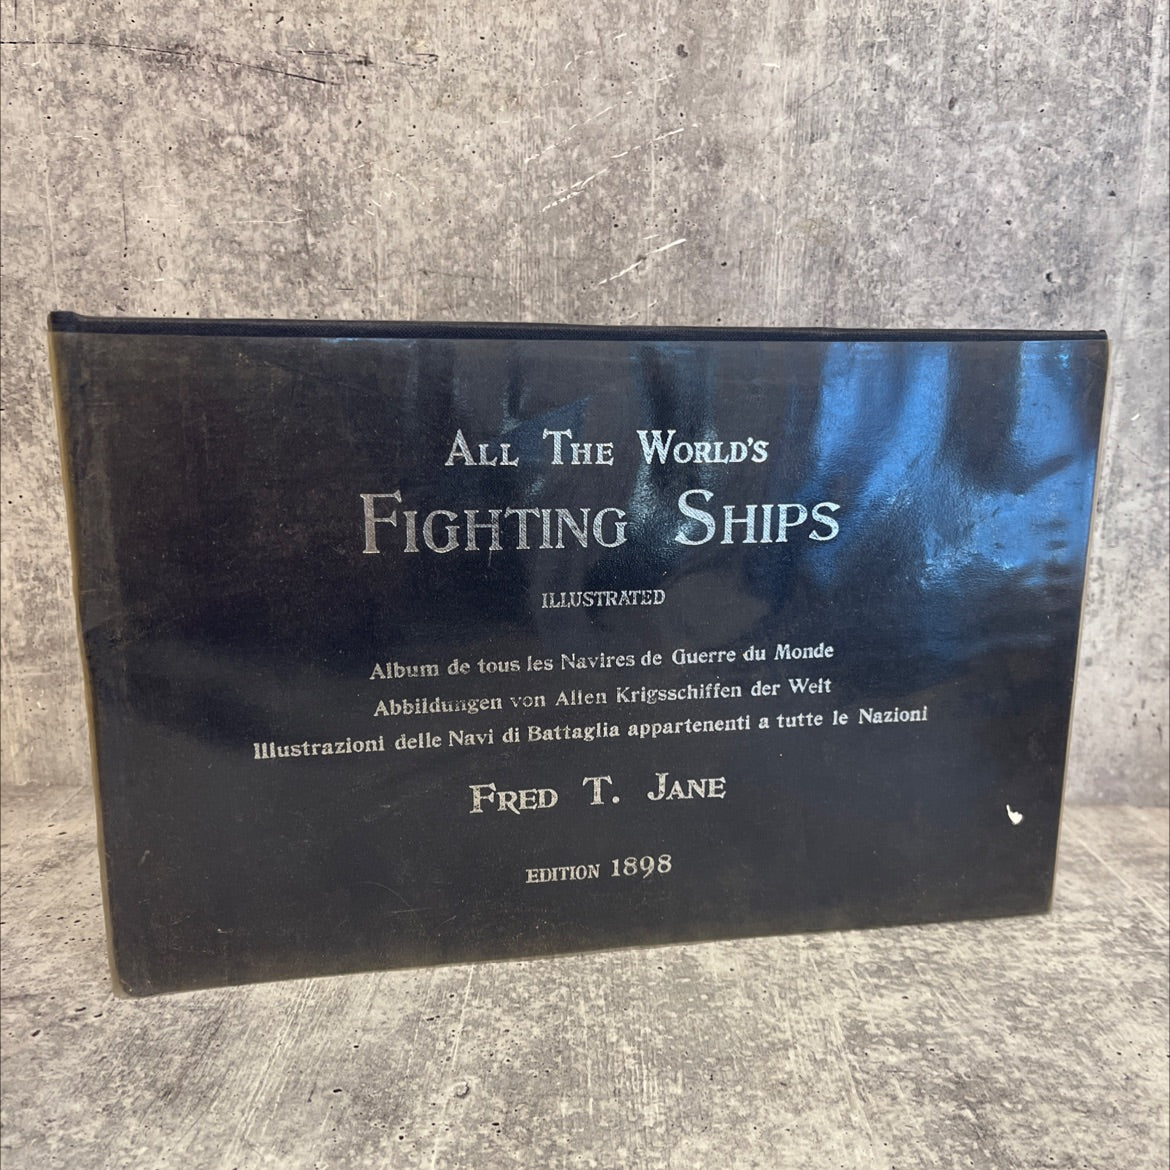 ALL THE WORLD'S
FIGHTING SHIPS
ILLUSTRATED
Album de tous les Navires de Guerre du Monde
Abbildungen von Allen Krigsschiffen der Welt
Illustrazioni delle Navi di Battaglia appartenenti a tutte le Nazioni
FRED T. JANE
EDITION 1898